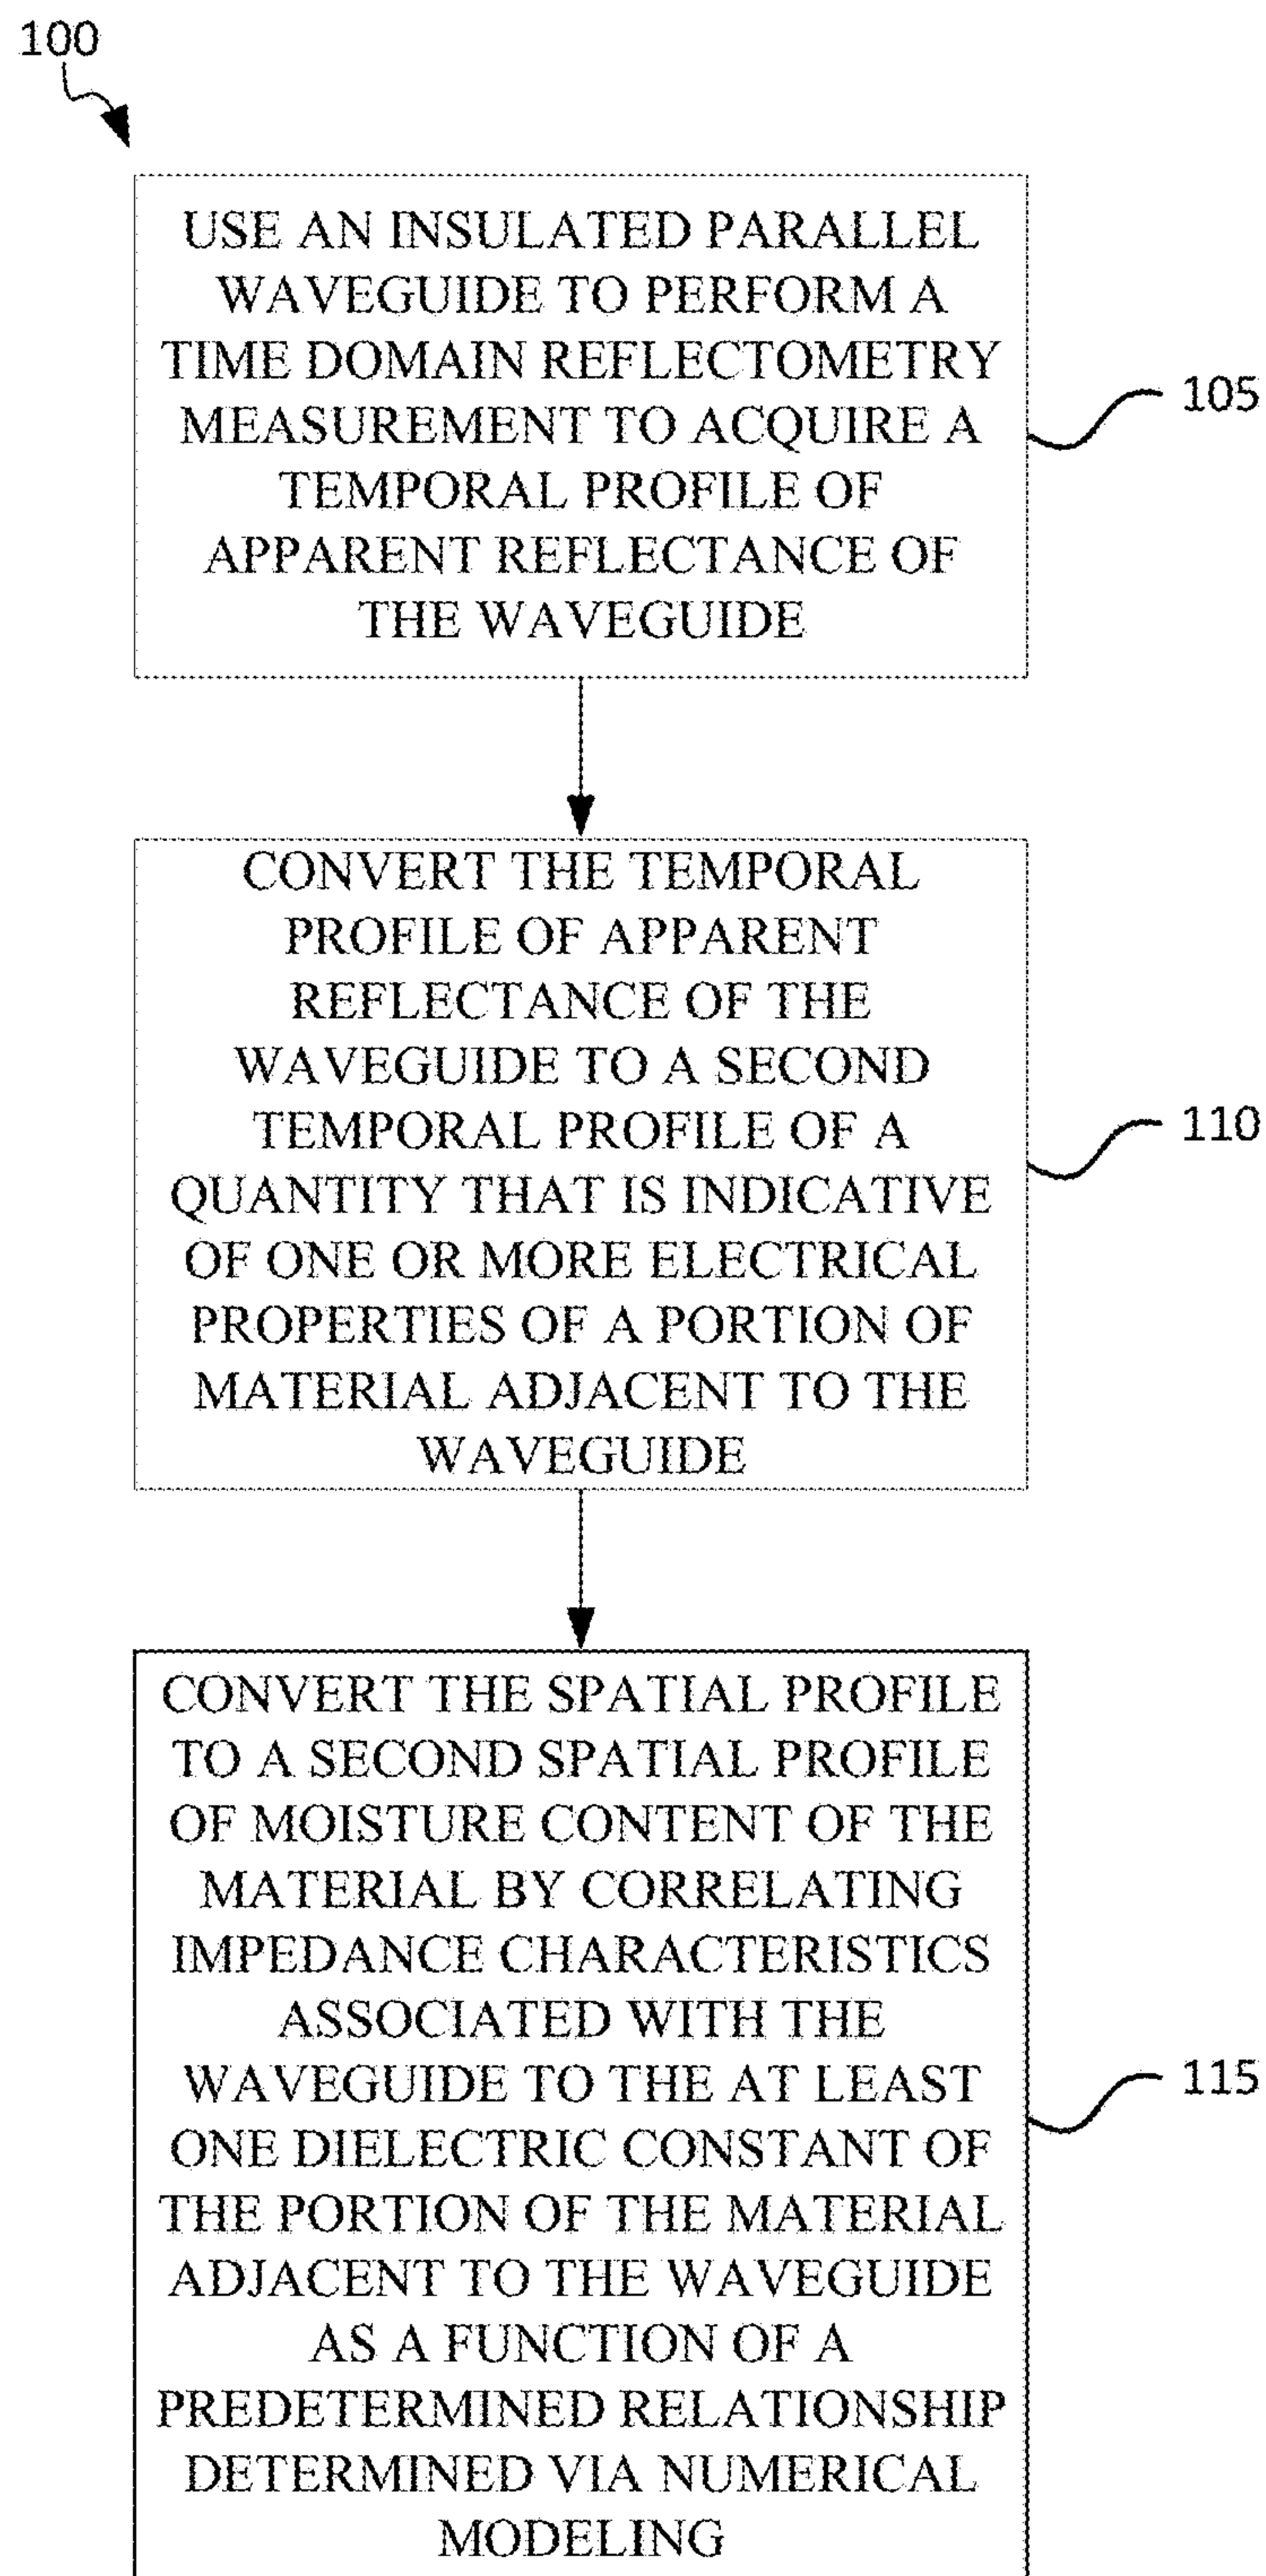 100
USE AN INSULATED PARALLEL
WAVEGUIDE TO PERFORM A
TIME DOMAIN REFLECTOMETRY
MEASUREMENT TO ACQUIRE A
TEMPORAL PROFILE OF
APPARENT REFLECTANCE OF
THE WAVEGUIDE
105
CONVERT THE TEMPORAL
PROFILE OF APPARENT
REFLECTANCE OF THE
WAVEGUIDE TO A SECOND
TEMPORAL PROFILE OF A
QUANTITY THAT IS INDICATIVE
OF ONE OR MORE ELECTRICAL
PROPERTIES OF A PORTION OF
MATERIAL ADJACENT TO THE
WAVEGUIDE
110
CONVERT THE SPATIAL PROFILE
TO A SECOND SPATIAL PROFILE
OF MOISTURE CONTENT OF THE
MATERIAL BY CORRELATING
IMPEDANCE CHARACTERISTICS
ASSOCIATED WITH THE
WAVEGUIDE TO THE AT LEAST
ONE DIELECTRIC CONSTANT OF
THE PORTION OF THE MATERIAL
ADJACENT TO THE WAVEGUIDE
AS A FUNCTION OF A
PREDETERMINED RELATIONSHIP
DETERMINED VIA NUMERICAL
MODELING
115